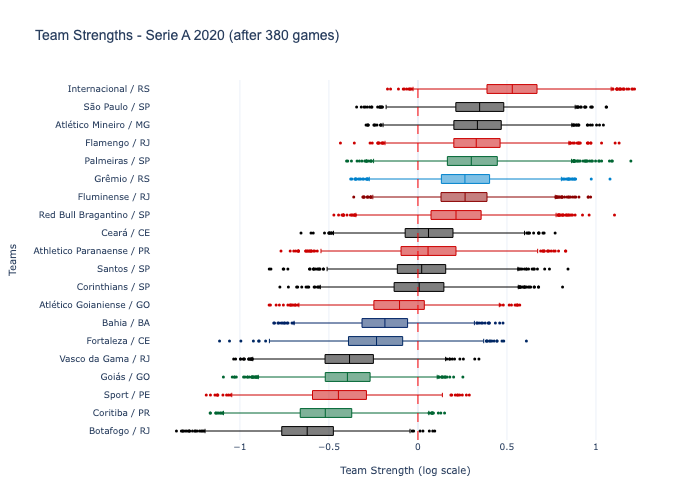 Team Strengths - Serie A 2020 (after 380 games)
Internacional / RS
São Paulo / SP
Atlético Mineiro / MG
Flamengo / RJ
Palmeiras / SP
Grêmio / RS
Fluminense / RJ
Red Bull Bragantino / SP
Ceará / CE
Athletico Paranaense / PR
Santos / SP
Corinthians / SP
Atlético Goianiense / GO
Bahia / BA
Fortaleza / CE
Vasco da Gama / RJ
Goiás / GO
Sport / PE
Coritiba / PR
Botafogo / RJ
Teams
−1 −0.5 0 0.5 1
Team Strength (log scale)